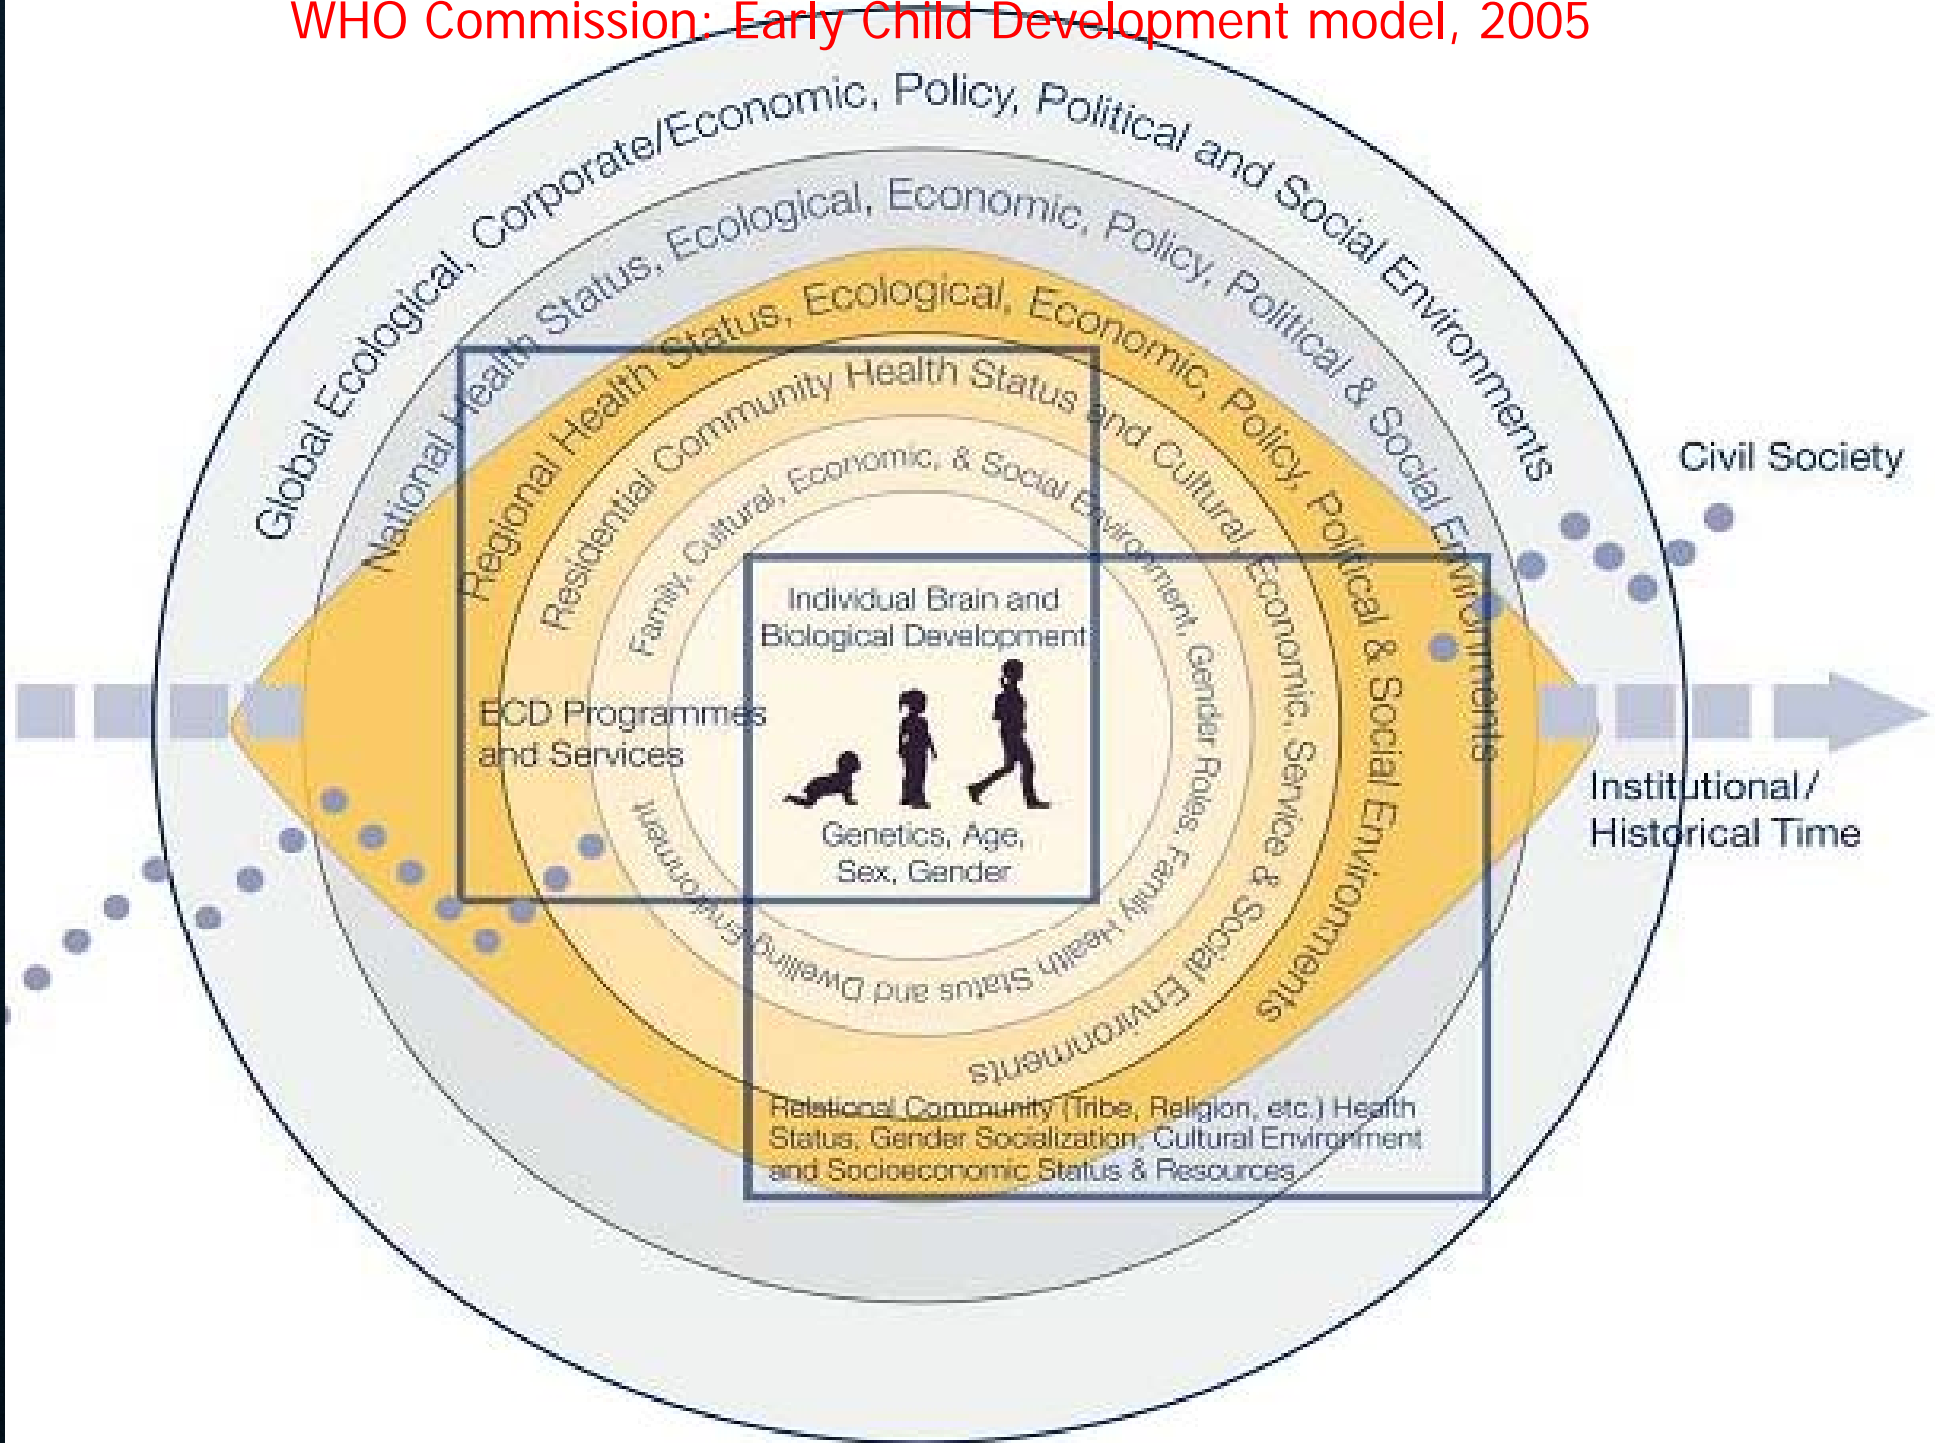 WHO Commission: Early Child Development model, 2005
Global Ecological, Corporate/Economic, Policy, Political and Social Environments
National Health Status, Ecological, Economic, Policy, Political & Social Environments
Regional Health Status, Ecological, Economic, Policy, Political & Social Environments
Residential Community Health Status and Cultural, Economic, Service & Social Environments
Family, Cultural, Economic, & Social Environment, Gender Roles, Family Health Status and Dwelling Environment
Civil Society
Individual Brain and
Biological Development
ECD Programmes
and Services
Genetics, Age,
Sex, Gender
Institutional/
Historical Time
Relational Community (Tribe, Religion, etc.) Health
Status, Gender Socialization, Cultural Environment
and Socioeconomic Status & Resources